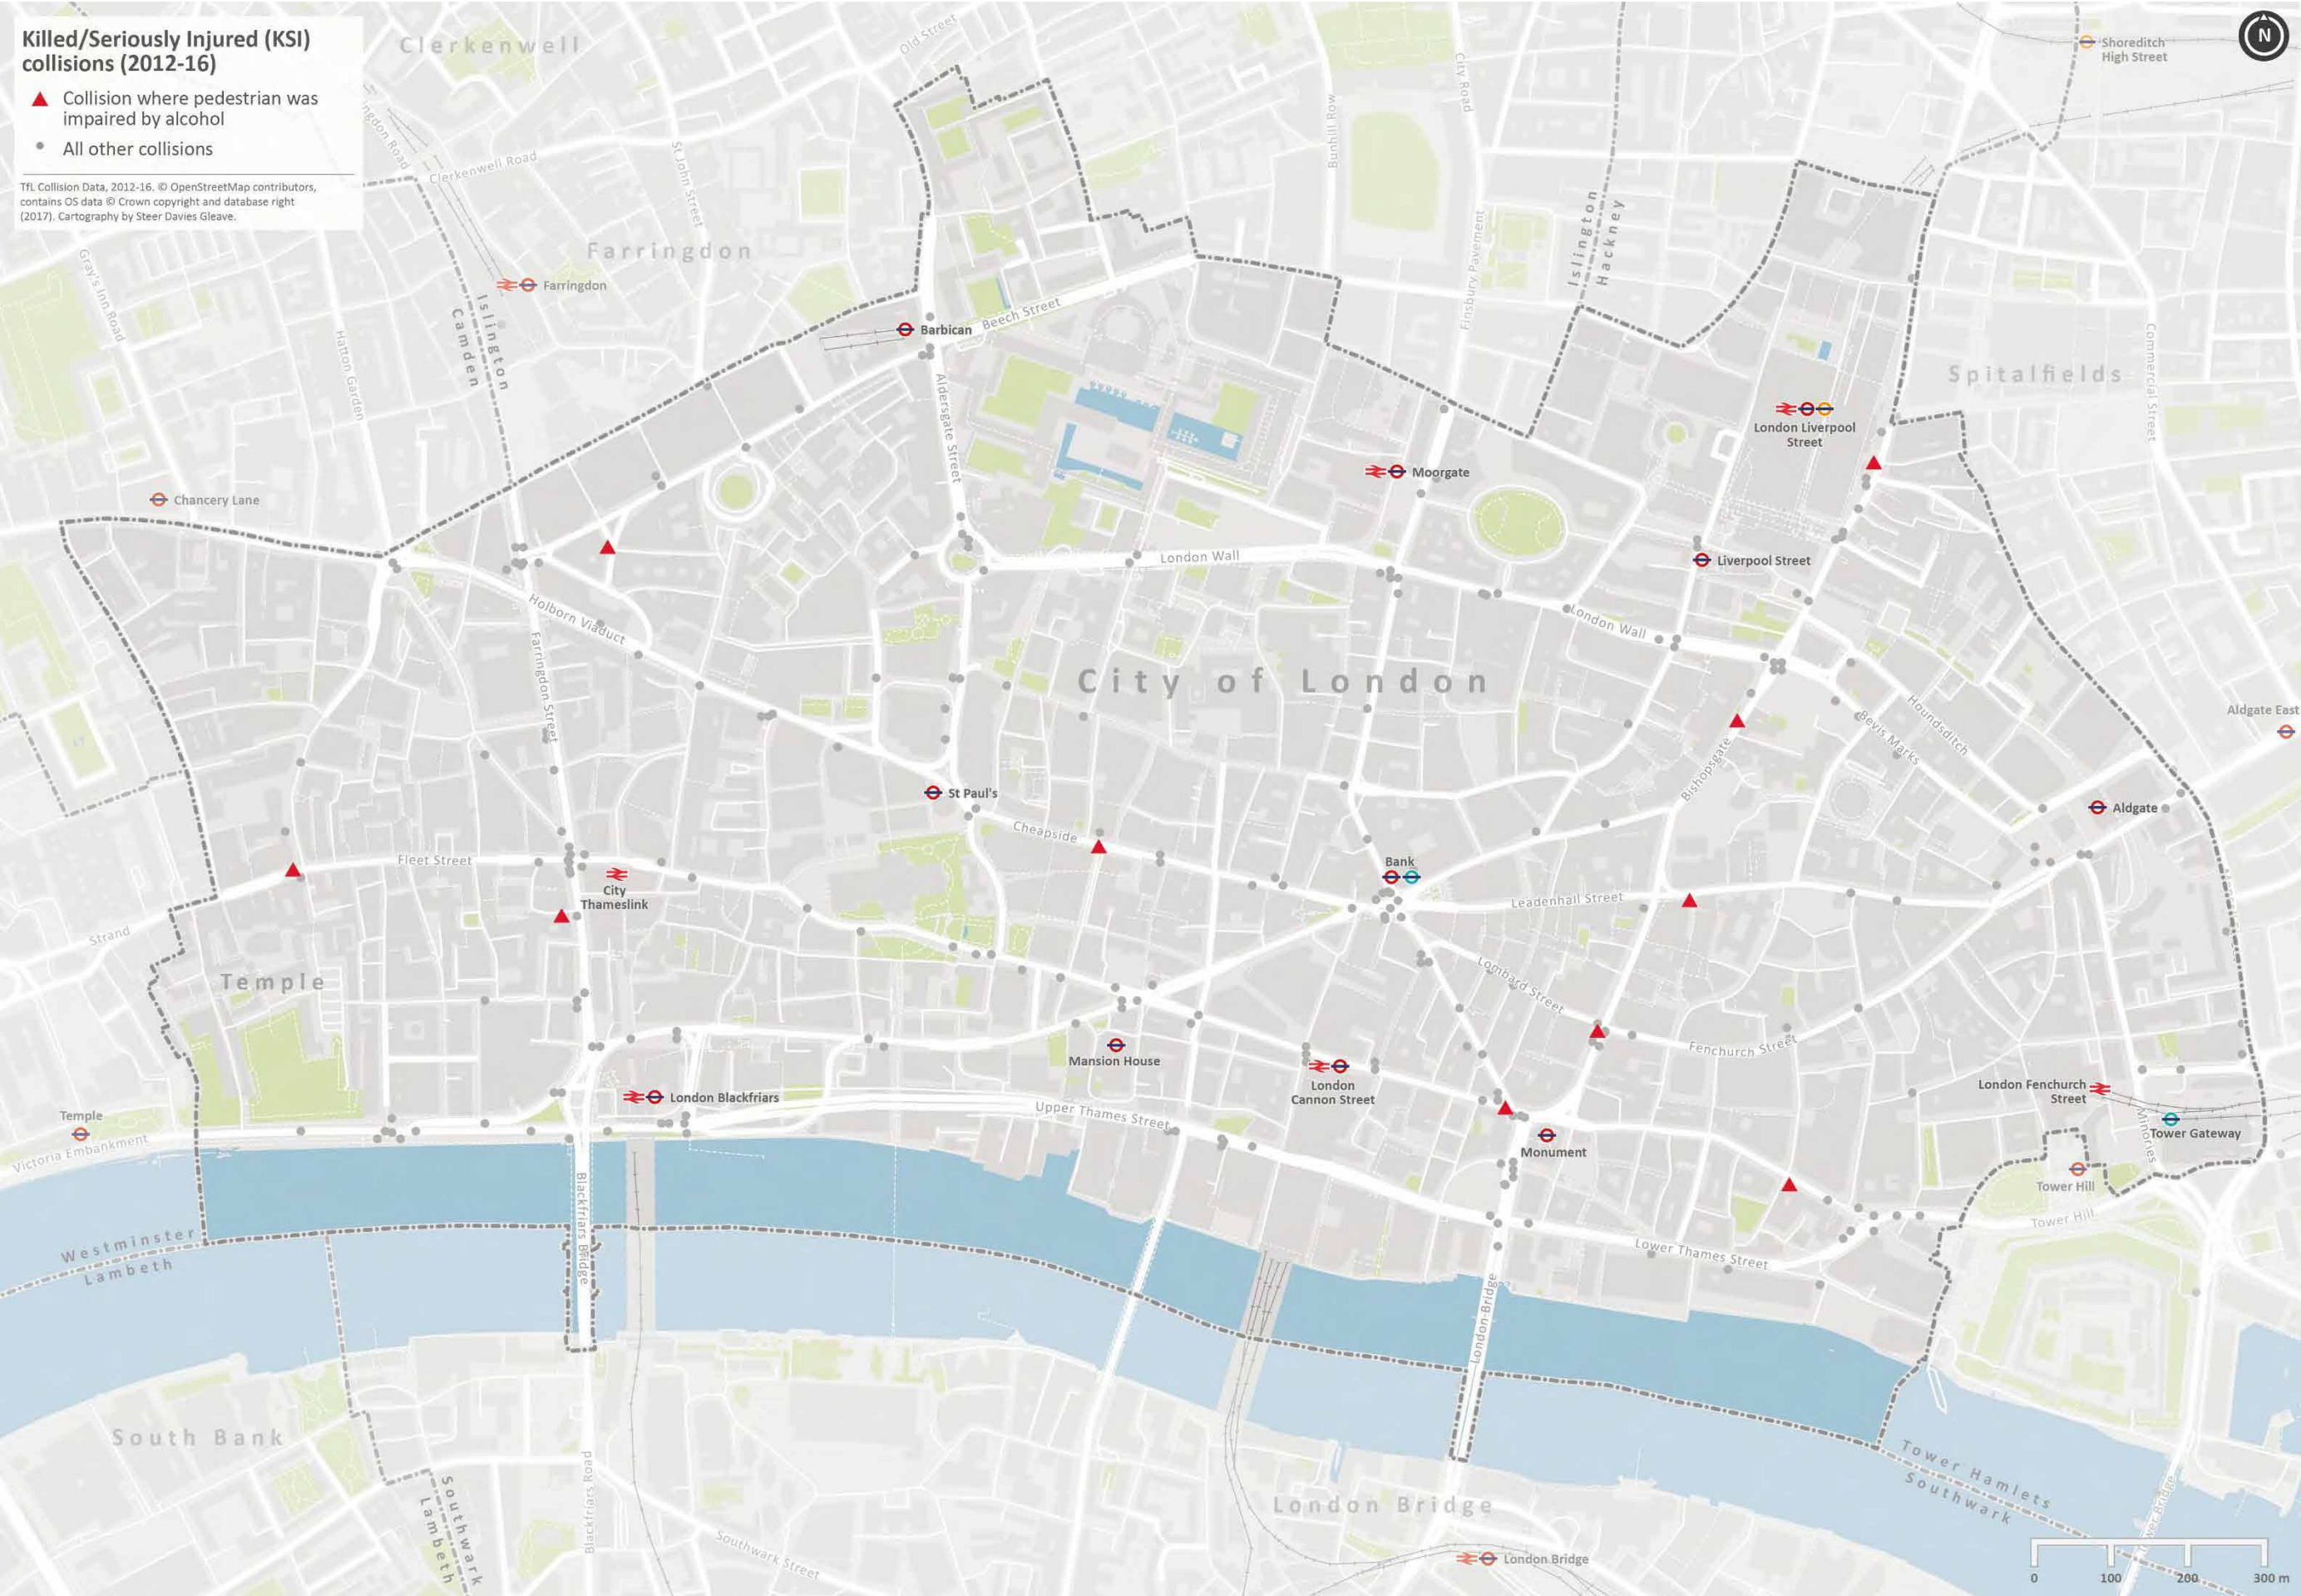 Killed/Seriously Injured (KSI)
collisions (2012-16)
Collision where pedestrian was
impaired by alcohol
All other collisions
TfL Collision Data, 2012-16. © OpenStreetMap contributors,
contains OS data © Crown copyright and database right
(2017). Cartography by Steer Davies Gleave.
N
Clerkenwell
Old Street
City Road
Shoreditch
High Street
Clerkenwell Road
St John Street
Bunhill Row
Islington
Hackney
Finsbury Pavement
Gray's Inn Road
Farringdon
Farringdon
Islington
Camden
Hatton Garden
Barbican
Beech Street
Aldersgate Street
Commercial Street
Spitalfields
London Liverpool
Street
Moorgate
Chancery Lane
London Wall
Liverpool Street
Holborn Viaduct
London Wall
Farringdon Street
City of London
Houndsditch
Bevis Marks
Aldgate East
Bishopsgate
St Paul's
Aldgate
Cheapside
Fleet Street
Bank
City
Thameslink
Leadenhall Street
Strand
Temple
Lombard Street
Mansion House
Fenchurch Street
London
Cannon Street
London Fenchurch
Street
London Blackfriars
Temple
Upper Thames Street
Minories
Tower Gateway
Victoria Embankment
Monument
Blackfriars Bridge
Tower Hill
Tower Hill
Westminster
Lambeth
Lower Thames Street
London Bridge
South Bank
Tower Hamlets
Southwark
Southwark
Lambeth
Blackfriars Road
London Bridge
Southwark Street
London Bridge
0 100 200 300 m